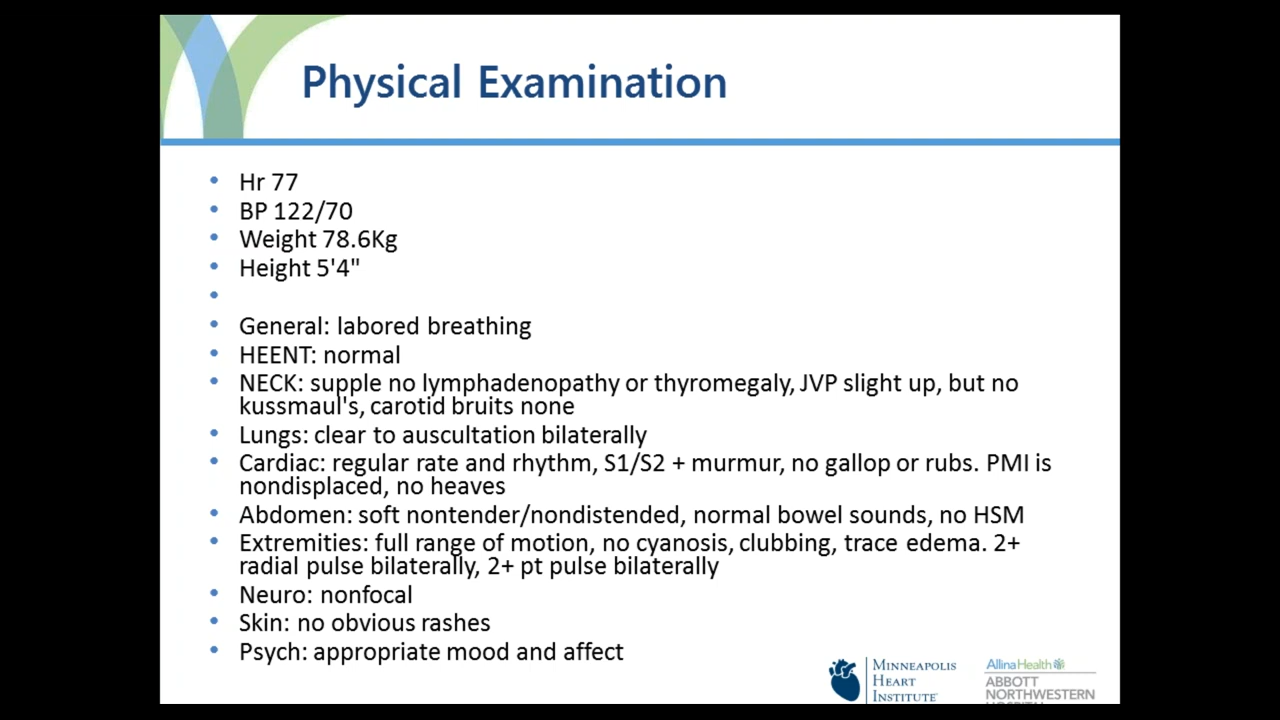 Physical Examination
• Hr 77
• BP 122/70
• Weight 78.6Kg
• Height 5'4"
•
• General: labored breathing
• HEENT: normal
• NECK: supple no lymphadenopathy or thyromegaly, JVP slight up, but no
kussmaul's, carotid bruits none
• Lungs: clear to auscultation bilaterally
• Cardiac: regular rate and rhythm, S1/S2 + murmur, no gallop or rubs. PMI is
nondisplaced, no heaves
• Abdomen: soft nontender/nondistended, normal bowel sounds, no HSM
• Extremities: full range of motion, no cyanosis, clubbing, trace edema. 2+
radial pulse bilaterally, 2+ pt pulse bilaterally
• Neuro: nonfocal
• Skin: no obvious rashes
• Psych: appropriate mood and affect
MINNEAPOLIS
HEART
INSTITUTE
AllinaHealth
ABBOTT
NORTHWESTERN
HOSPITAL